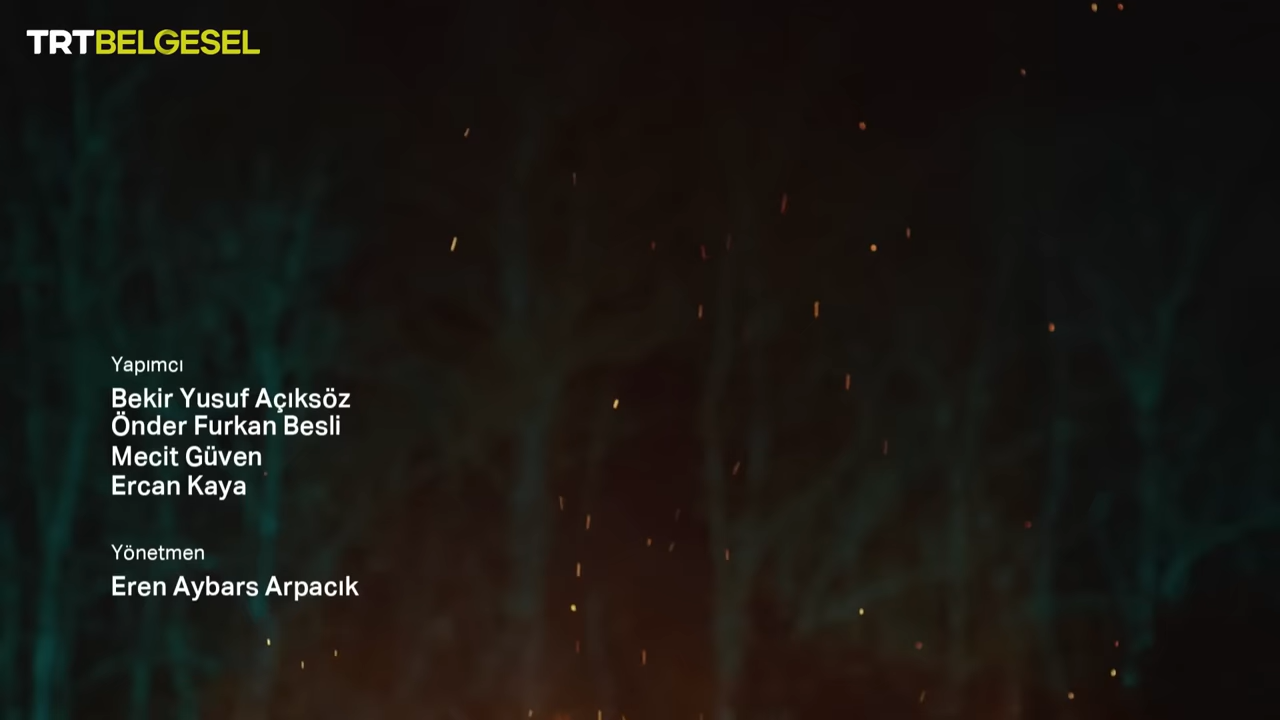 TRTBELGESEL
Yapımcı
Bekir Yusuf Açıksöz
Önder Furkan Besli
Mecit Güven
Ercan Kaya
Yönetmen
Eren Aybars Arpacık